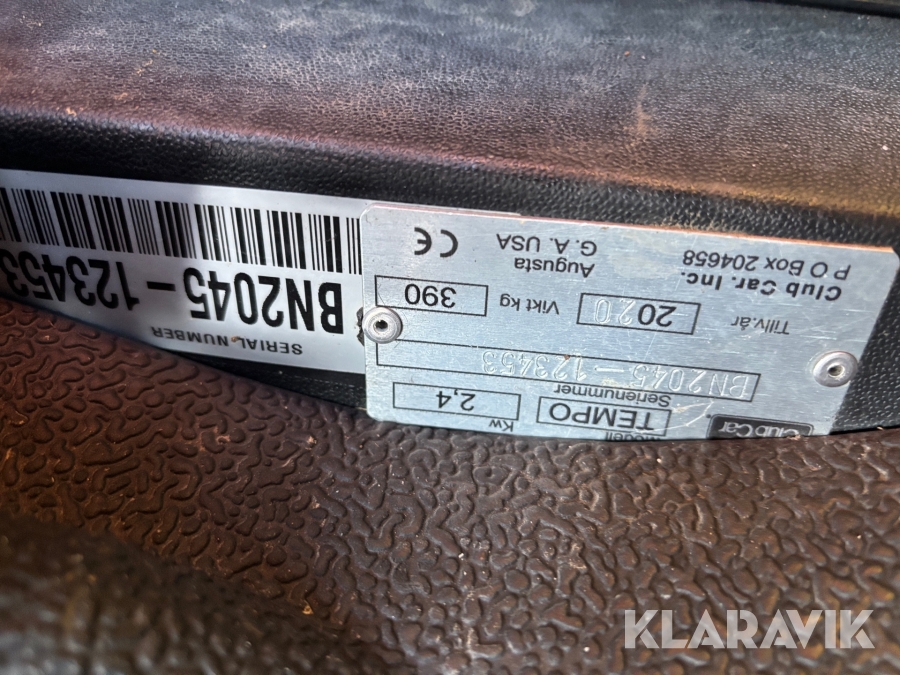 Club Car
Modell
TEMPO
Kw
2,4
Serienummer
BN2045-123453
Tillv.år
2020
Vikt kg
390
Club Car, Inc.
P O Box 204658
Augusta
G. A. USA
CE
SERIAL NUMBER
BN2045-123453
KLARAVIK